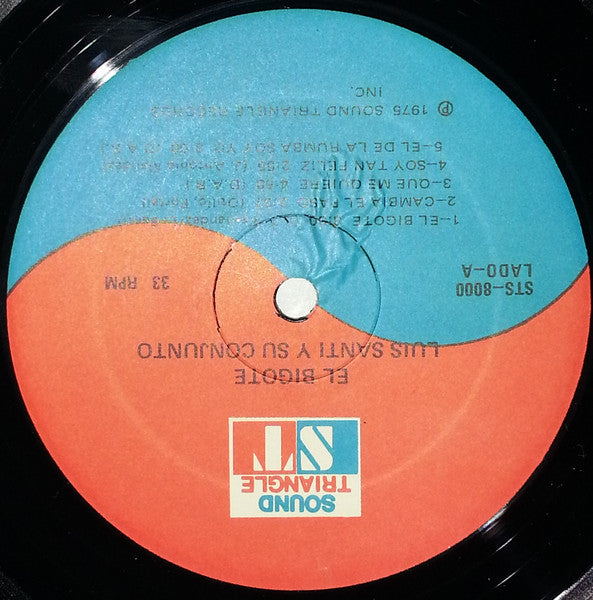 SOUND
TRIANGLE
ST
EL BIGOTE
LUIS SANTI Y SU CONJUNTO
STS-8000
33 RPM
LADO-A
1-EL BIGOTE
2-CAMBIA EL PASO
3-QUE ME QUIERE (D.A.R.)
4-SOY TAN FELIZ 2:55
5-EL DE LA RUMBA SOY YO (D.A.R.)
℗ 1975 SOUND TRIANGLE RECORDS
INC.